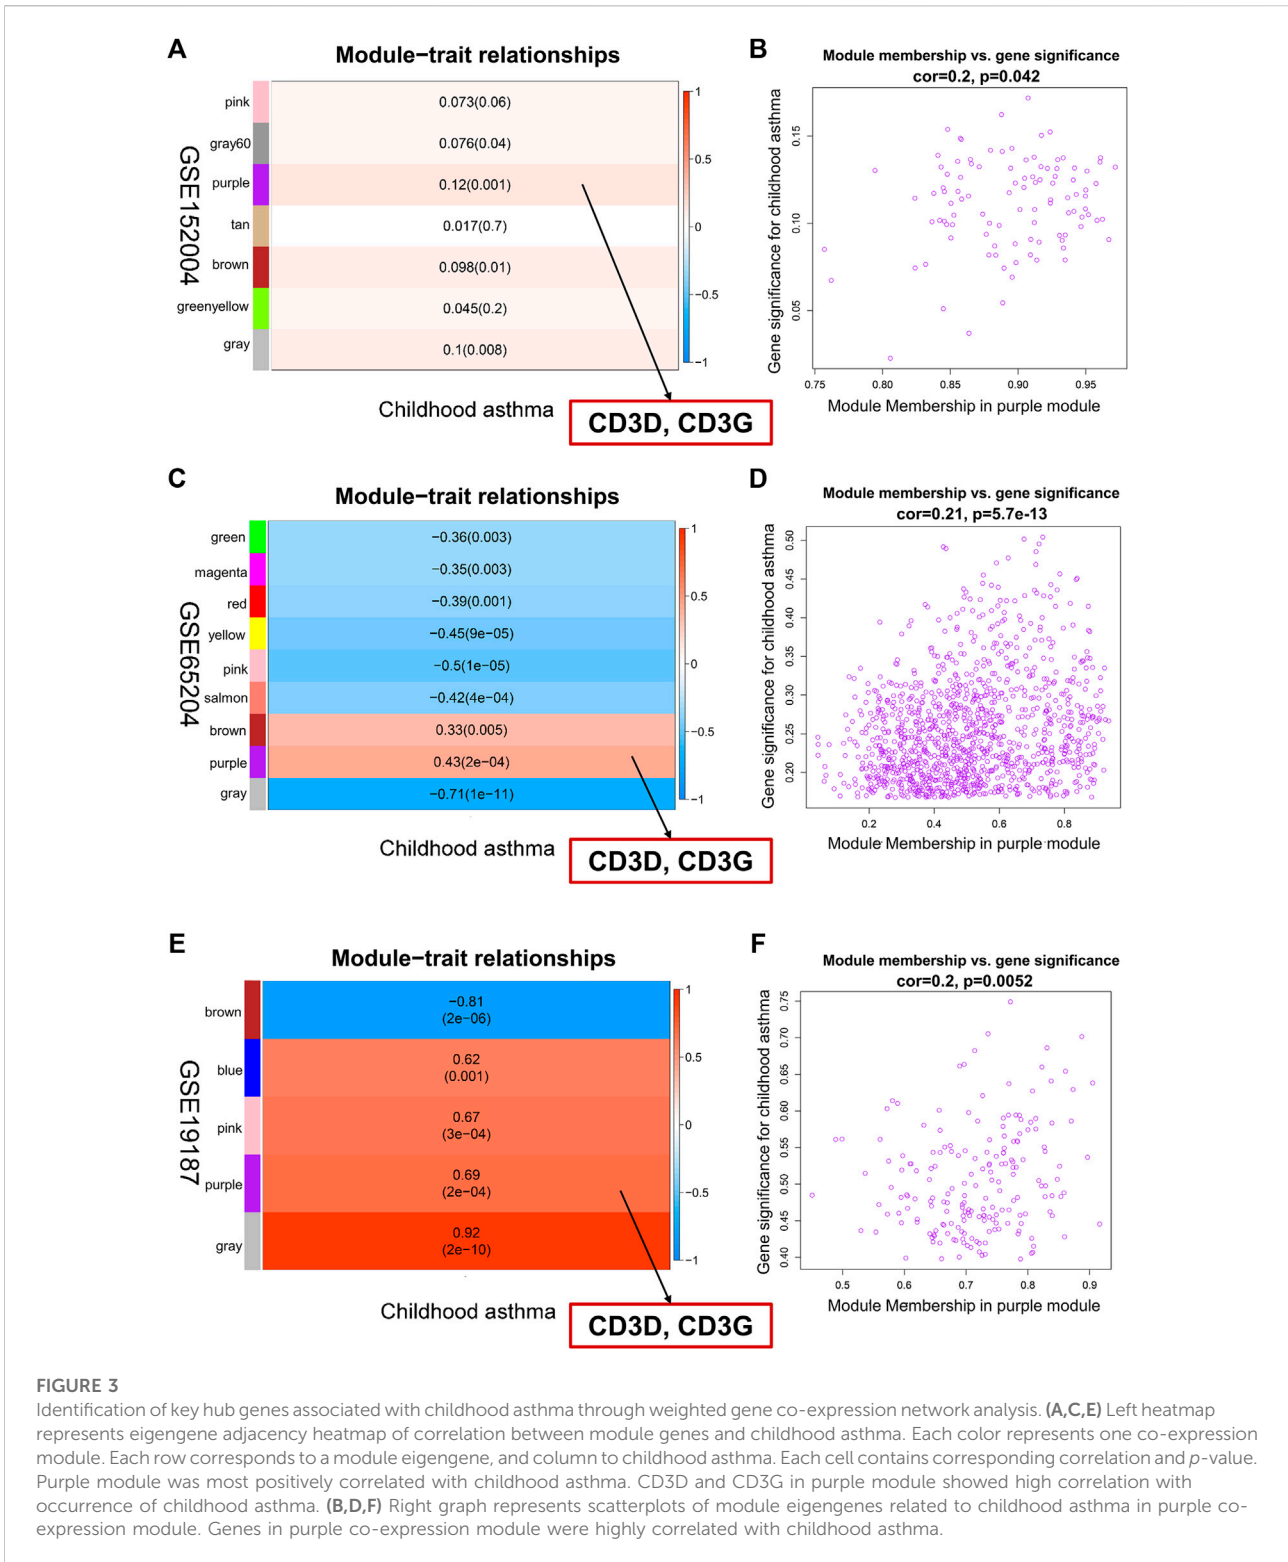 A
Module−trait relationships
GSE152004
pink
gray60
purple
tan
brown
greenyellow
gray
0.073(0.06)
0.076(0.04)
0.12(0.001)
0.017(0.7)
0.098(0.01)
0.045(0.2)
0.1(0.008)
1
0.5
0
−0.5
−1
Childhood asthma
CD3D, CD3G
B
Module membership vs. gene significance
cor=0.2, p=0.042
Gene significance for childhood asthma
0.15
0.10
0.05
0.75 0.80 0.85 0.90 0.95
Module Membership in purple module
C
Module−trait relationships
GSE65204
green
magenta
red
yellow
pink
salmon
brown
purple
gray
−0.36(0.003)
−0.35(0.003)
−0.39(0.001)
−0.45(9e−05)
−0.5(1e−05)
−0.42(4e−04)
0.33(0.005)
0.43(2e−04)
−0.71(1e−11)
1
0.5
0
−0.5
−1
Childhood asthma
CD3D, CD3G
D
Module membership vs. gene significance
cor=0.21, p=5.7e-13
Gene significance for childhood asthma
0.50
0.45
0.40
0.35
0.30
0.25
0.20
0.2 0.4 0.6 0.8
Module Membership in purple module
E
Module−trait relationships
GSE19187
brown
blue
pink
purple
gray
−0.81
(2e−06)
0.62
(0.001)
0.67
(3e−04)
0.69
(2e−04)
0.92
(2e−10)
1
0.5
0
−0.5
−1
Childhood asthma
CD3D, CD3G
F
Module membership vs. gene significance
cor=0.2, p=0.0052
Gene significance for childhood asthma
0.75
0.70
0.65
0.60
0.55
0.50
0.45
0.40
0.5 0.6 0.7 0.8 0.9
Module Membership in purple module
FIGURE 3
Identification of key hub genes associated with childhood asthma through weighted gene co-expression network analysis. (A,C,E) Left heatmap
represents eigengene adjacency heatmap of correlation between module genes and childhood asthma. Each color represents one co-expression
module. Each row corresponds to a module eigengene, and column to childhood asthma. Each cell contains corresponding correlation and p-value.
Purple module was most positively correlated with childhood asthma. CD3D and CD3G in purple module showed high correlation with
occurrence of childhood asthma. (B,D,F) Right graph represents scatterplots of module eigengenes related to childhood asthma in purple co-
expression module. Genes in purple co-expression module were highly correlated with childhood asthma.